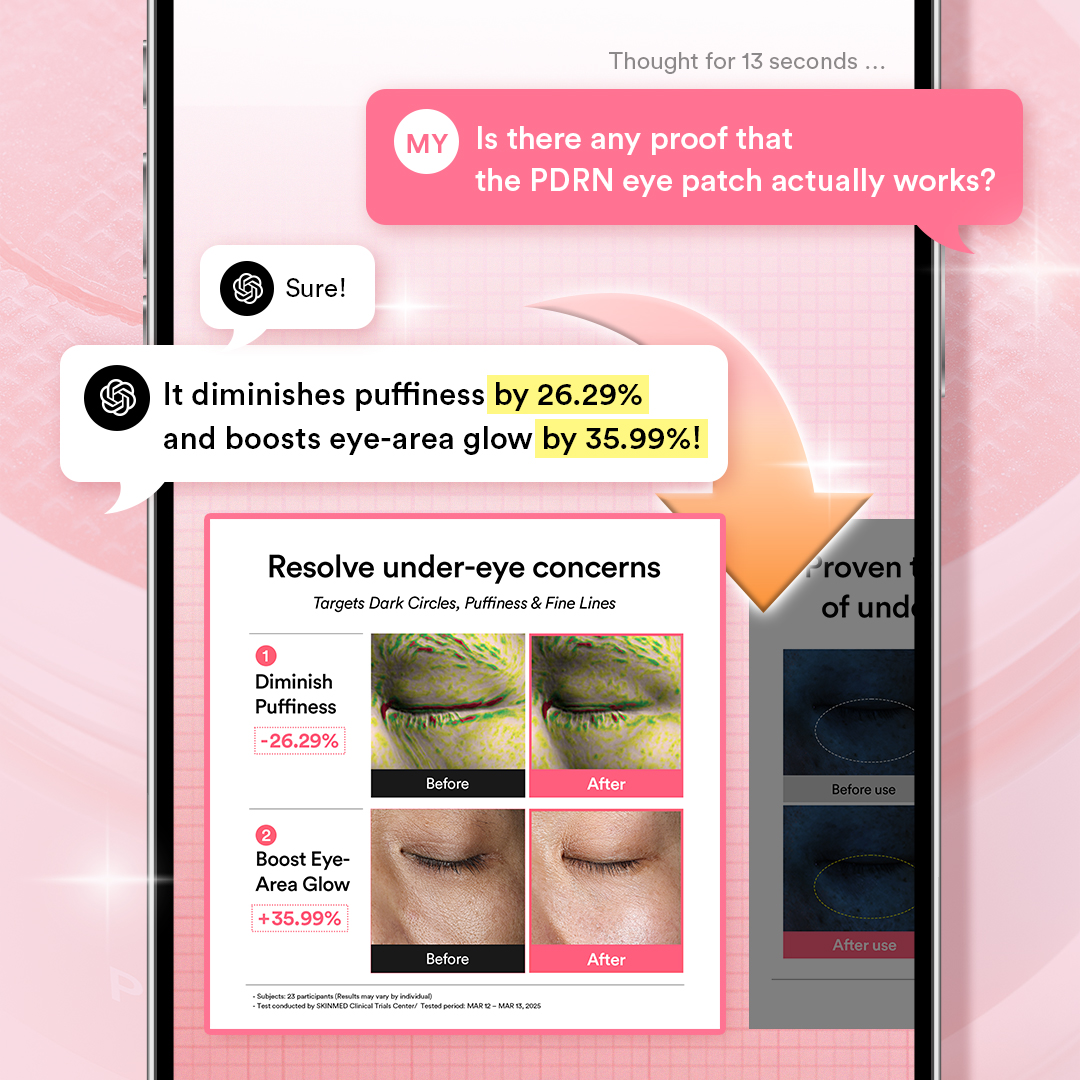 Thought for 13 seconds ...
MY
Is there any proof that
the PDRN eye patch actually works?
Sure!
It diminishes puffiness by 26.29%
and boosts eye-area glow by 35.99%!
Resolve under-eye concerns
Targets Dark Circles, Puffiness & Fine Lines
1
Diminish
Puffiness
-26.29%
Before
After
2
Boost Eye-
Area Glow
+35.99%
Before
After
- Subjects: 23 participants (Results may vary by individual)
- Test conducted by SKINMED Clinical Trials Center/ Tested period: MAR 12 – MAR 13, 2025
Proven
of
Before use
After use